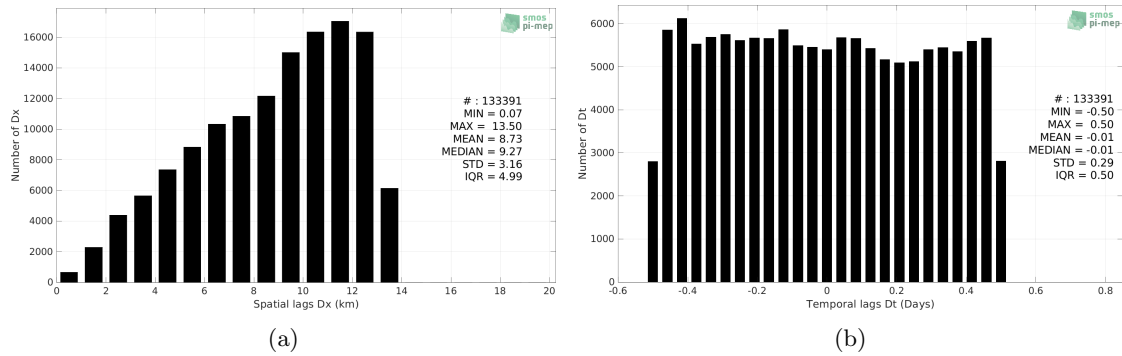 smos
pi-mep
16000
14000
12000
10000
8000
6000
4000
2000
0
Number of Dx
# : 133391
MIN = 0.07
MAX = 13.50
MEAN = 8.73
MEDIAN = 9.27
STD = 3.16
IQR = 4.99
0 2 4 6 8 10 12 14 16 18 20
Spatial lags Dx (km)
(a)
smos
pi-mep
6000
5000
4000
3000
2000
1000
0
Number of Dt
# : 133391
MIN = -0.50
MAX = 0.50
MEAN = -0.01
MEDIAN = -0.01
STD = 0.29
IQR = 0.50
-0.6 -0.4 -0.2 0 0.2 0.4 0.6 0.8
Temporal lags Dt (Days)
(b)